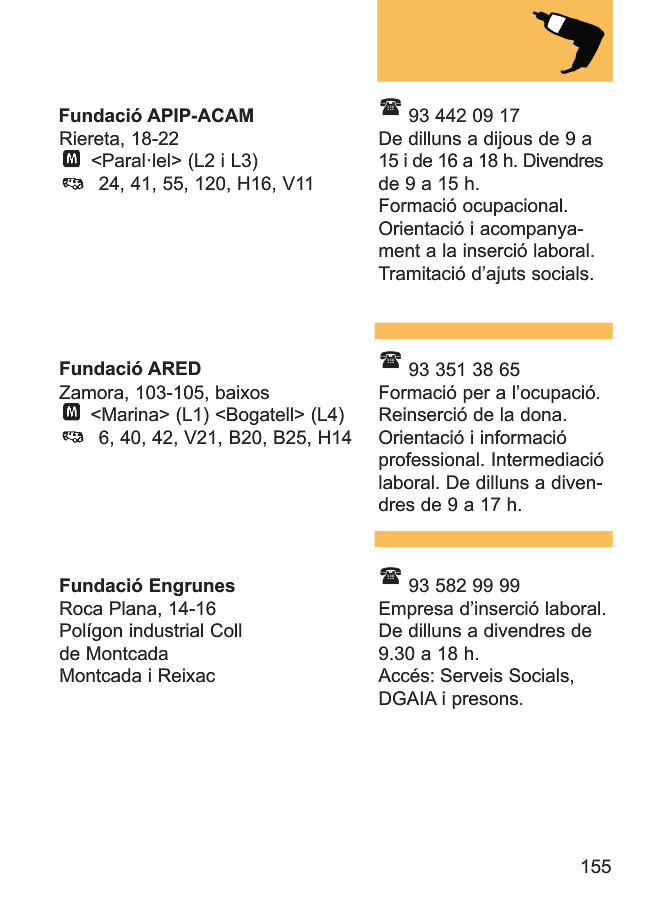 Fundació APIP-ACAM
Riereta, 18-22
M <Paral·lel> (L2 i L3)
24, 41, 55, 120, H16, V11
93 442 09 17
De dilluns a dijous de 9 a
15 i de 16 a 18 h. Divendres
de 9 a 15 h.
Formació ocupacional.
Orientació i acompanya-
ment a la inserció laboral.
Tramitació d’ajuts socials.
Fundació ARED
Zamora, 103-105, baixos
M <Marina> (L1) <Bogatell> (L4)
6, 40, 42, V21, B20, B25, H14
93 351 38 65
Formació per a l’ocupació.
Reinserció de la dona.
Orientació i informació
professional. Intermediació
laboral. De dilluns a diven-
dres de 9 a 17 h.
Fundació Engrunes
Roca Plana, 14-16
Polígon industrial Coll
de Montcada
Montcada i Reixac
93 582 99 99
Empresa d’inserció laboral.
De dilluns a divendres de
9.30 a 18 h.
Accés: Serveis Socials,
DGAIA i presons.
155